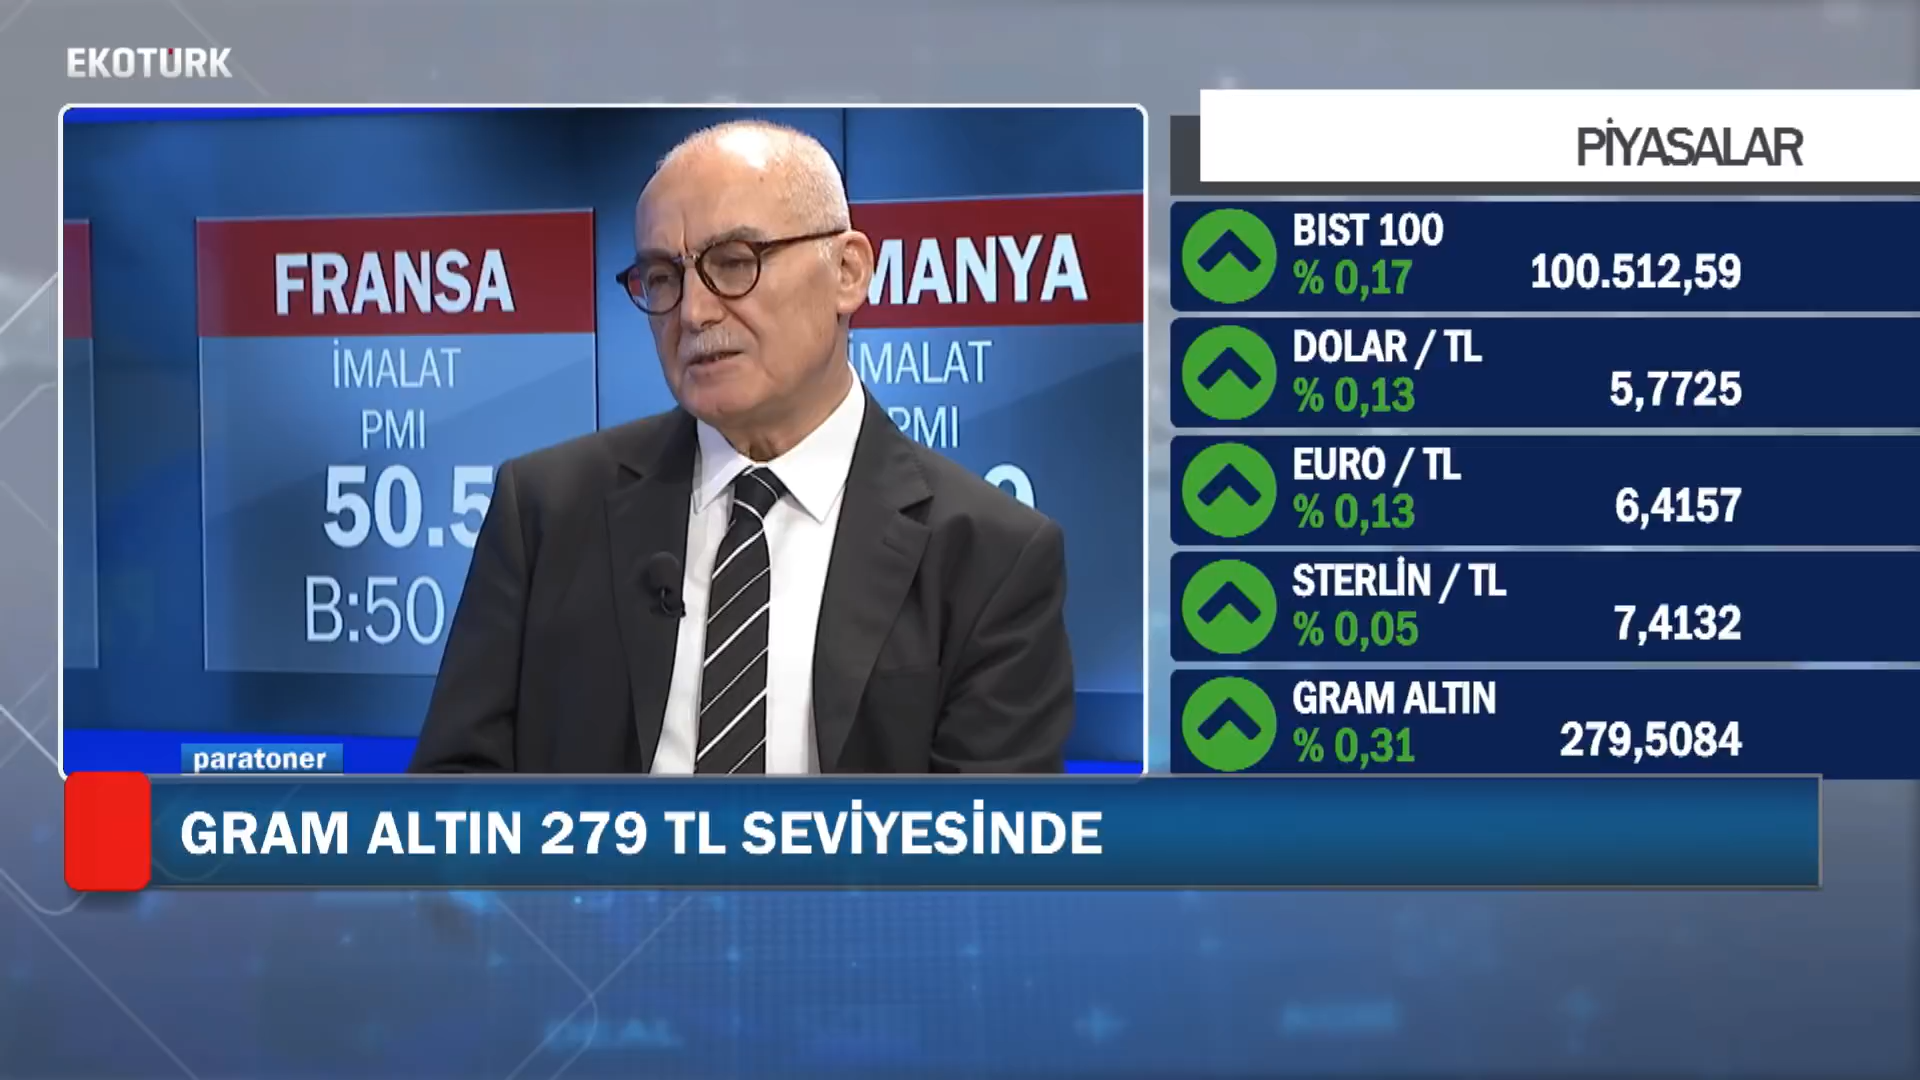 EKOTÜRK
FRANSA
İMALAT
PMI
50.5
B:50
MANYA
İMALAT
PMI
paratoner
GRAM ALTIN 279 TL SEVİYESİNDE
PİYASALAR
BIST 100
% 0,17
100.512,59
DOLAR / TL
% 0,13
5,7725
EURO / TL
% 0,13
6,4157
STERLİN / TL
% 0,05
7,4132
GRAM ALTIN
% 0,31
279,5084